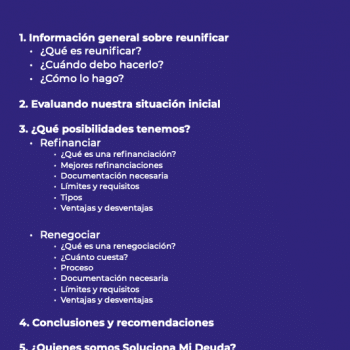 1. Información general sobre reunificar
• ¿Qué es reunificar?
• ¿Cuándo debo hacerlo?
• ¿Cómo lo hago?
2. Evaluando nuestra situación inicial
3. ¿Qué posibilidades tenemos?
• Refinanciar
• ¿Qué es una refinanciación?
• Mejores refinanciaciones
• Documentación necesaria
• Límites y requisitos
• Tipos
• Ventajas y desventajas
• Renegociar
• ¿Qué es una renegociación?
• ¿Cuánto cuesta?
• Proceso
• Documentación necesaria
• Límites y requisitos
• Ventajas y desventajas
4. Conclusiones y recomendaciones
5. ¿Quienes somos Soluciona Mi Deuda?